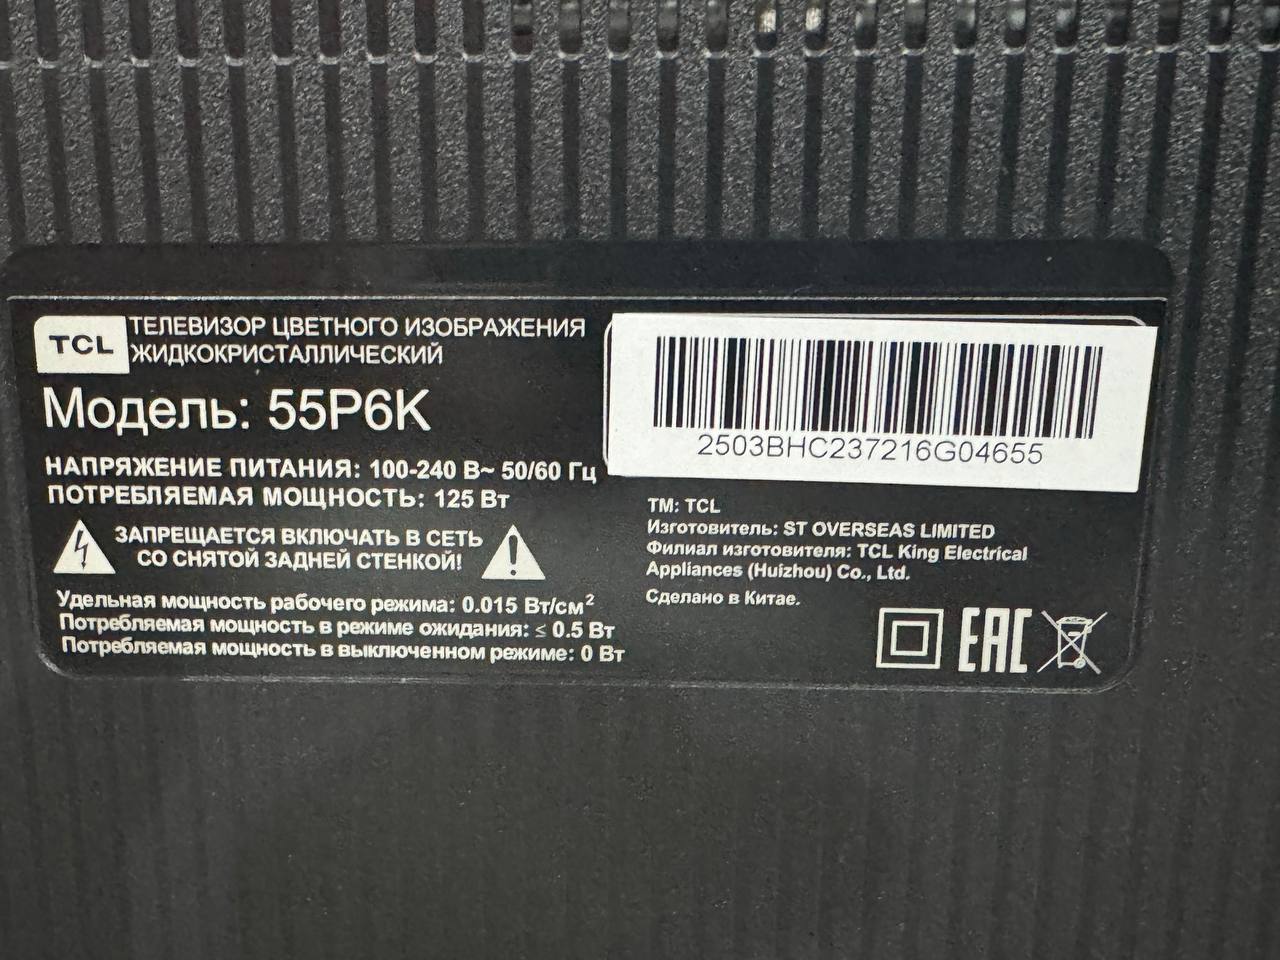 TCL
ТЕЛЕВИЗОР ЦВЕТНОГО ИЗОБРАЖЕНИЯ
ЖИДКОКРИСТАЛЛИЧЕСКИЙ
Модель: 55P6K
НАПРЯЖЕНИЕ ПИТАНИЯ: 100-240 В~ 50/60 Гц
ПОТРЕБЛЯЕМАЯ МОЩНОСТЬ: 125 Вт
ЗАПРЕЩАЕТСЯ ВКЛЮЧАТЬ В СЕТЬ
СО СНЯТОЙ ЗАДНЕЙ СТЕНКОЙ!
Удельная мощность рабочего режима: 0.015 Вт/см²
Потребляемая мощность в режиме ожидания: ≤ 0.5 Вт
Потребляемая мощность в выключенном режиме: 0 Вт
2503BHC237216G04655
TM: TCL
Изготовитель: ST OVERSEAS LIMITED
Филиал изготовителя: TCL King Electrical
Appliances (Huizhou) Co., Ltd.
Сделано в Китае.
EAC